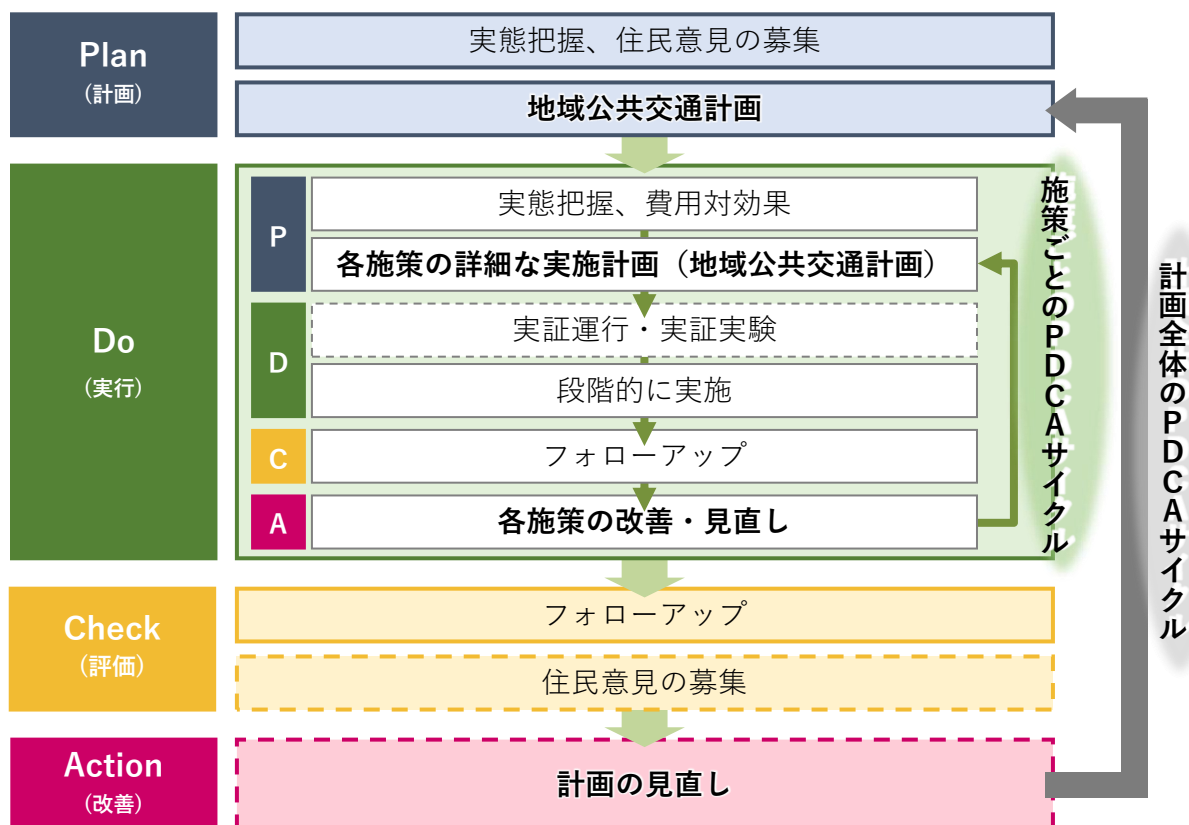 Plan
（計画）
実態把握、住民意見の募集
地域公共交通計画
Do
（実行）
P
実態把握、費用対効果
各施策の詳細な実施計画（地域公共交通計画）
D
実証運行・実証実験
段階的に実施
C
フォローアップ
A
各施策の改善・見直し
施策ごとのPDCAサイクル
計画全体のPDCAサイクル
Check
（評価）
フォローアップ
住民意見の募集
Action
（改善）
計画の見直し